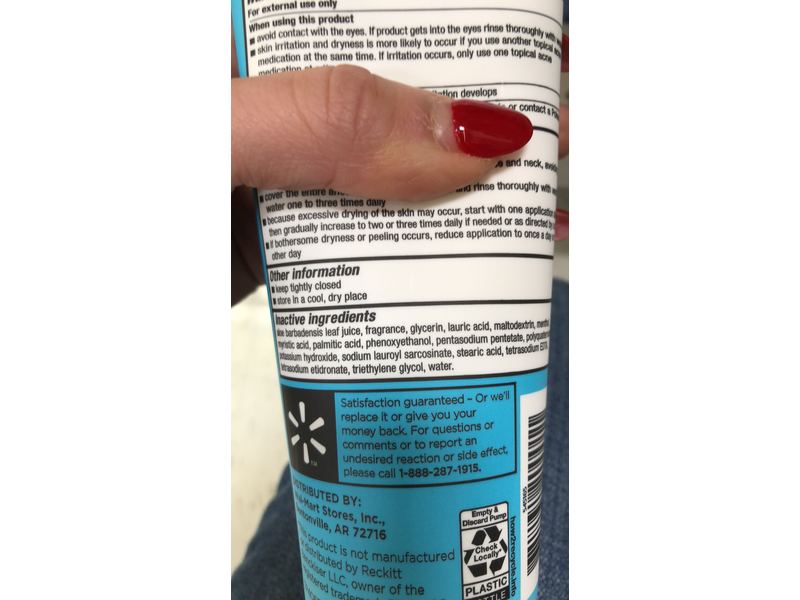 For external use only
When using this product
■ avoid contact with the eyes. If product gets into the eyes rinse thoroughly with
■ skin irritation and dryness is more likely to occur if you use another topical acne
medication at the same time. If irritation occurs, only use one topical acne
medication at
develops
or contact a
and neck,
■ cover the entire
and rinse thoroughly with
water one to three times daily
■ because excessive drying of the skin may occur, start with one application
then gradually increase to two or three times daily if needed or as directed by
■ if bothersome dryness or peeling occurs, reduce application to once a day
other day
Other information
■ keep tightly closed
■ store in a cool, dry place
Inactive ingredients
barbadensis leaf juice, fragrance, glycerin, lauric acid, maltodextrin,
myristic acid, palmitic acid, phenoxyethanol, pentasodium pentetate,
potassium hydroxide, sodium lauroyl sarcosinate, stearic acid, tetrasodium
tetrasodium etidronate, triethylene glycol, water.
Satisfaction guaranteed – Or we'll
replace it or give you your
money back. For questions or
comments or to report an
undesired reaction or side effect,
please call 1-888-287-1915.
DISTRIBUTED BY:
Wal-Mart Stores, Inc.,
Bentonville, AR 72716
This product is not manufactured
or distributed by Reckitt
LLC, owner of the
Empty &
Discard Pump
Check
Locally*
PLASTIC
how2recycle.info